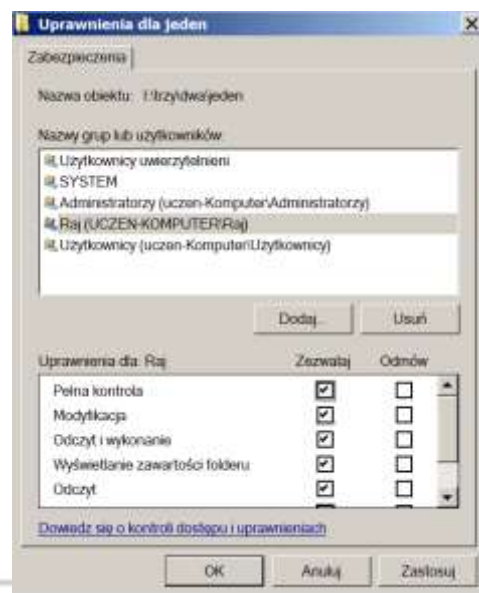 Uprawnienia dla jeden
Zabezpieczenia
Nazwa obiektu: I:\trzy\dwa\jeden
Nazwy grup lub użytkowników:
Użytkownicy uwierzytelnieni
SYSTEM
Administratorzy (uczen-Komputer\Administratorzy)
Raj (UCZEN-KOMPUTER\Raj)
Użytkownicy (uczen-Komputer\Użytkownicy)
Dodaj... Usuń
Uprawnienia dla: Raj Zezwalaj Odmów
Pełna kontrola
Modyfikacja
Odczyt i wykonanie
Wyświetlanie zawartości folderu
Odczyt
Dowiedz się o kontroli dostępu i uprawnieniach
OK Anuluj Zastosuj